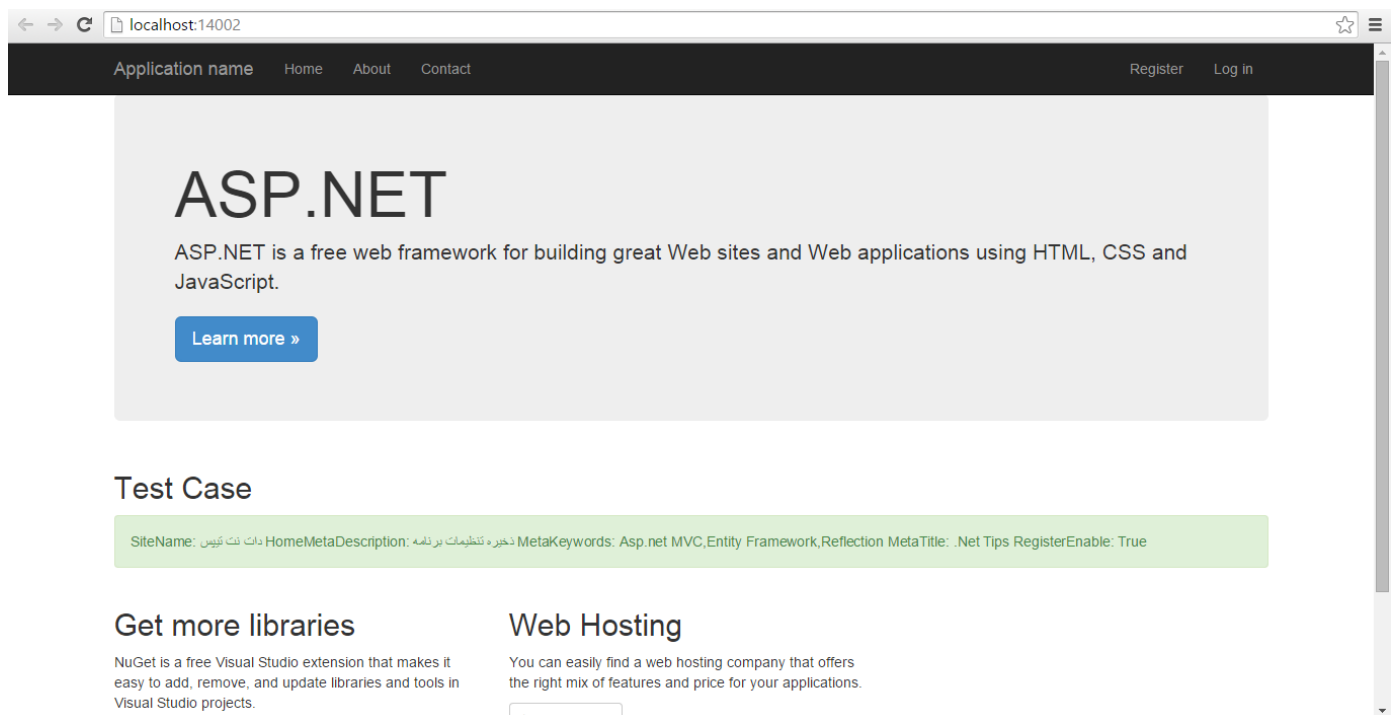 localhost:14002
Application name Home About Contact Register Log in
ASP.NET
ASP.NET is a free web framework for building great Web sites and Web applications using HTML, CSS and
JavaScript.
Learn more »
Test Case
SiteName: دات نت تیپس HomeMetaDescription: ذخیره تنظیمات برنامه MetaKeywords: Asp.net MVC,Entity Framework,Reflection MetaTitle: .Net Tips RegisterEnable: True
Get more libraries
NuGet is a free Visual Studio extension that makes it
easy to add, remove, and update libraries and tools in
Visual Studio projects.
Web Hosting
You can easily find a web hosting company that offers
the right mix of features and price for your applications.